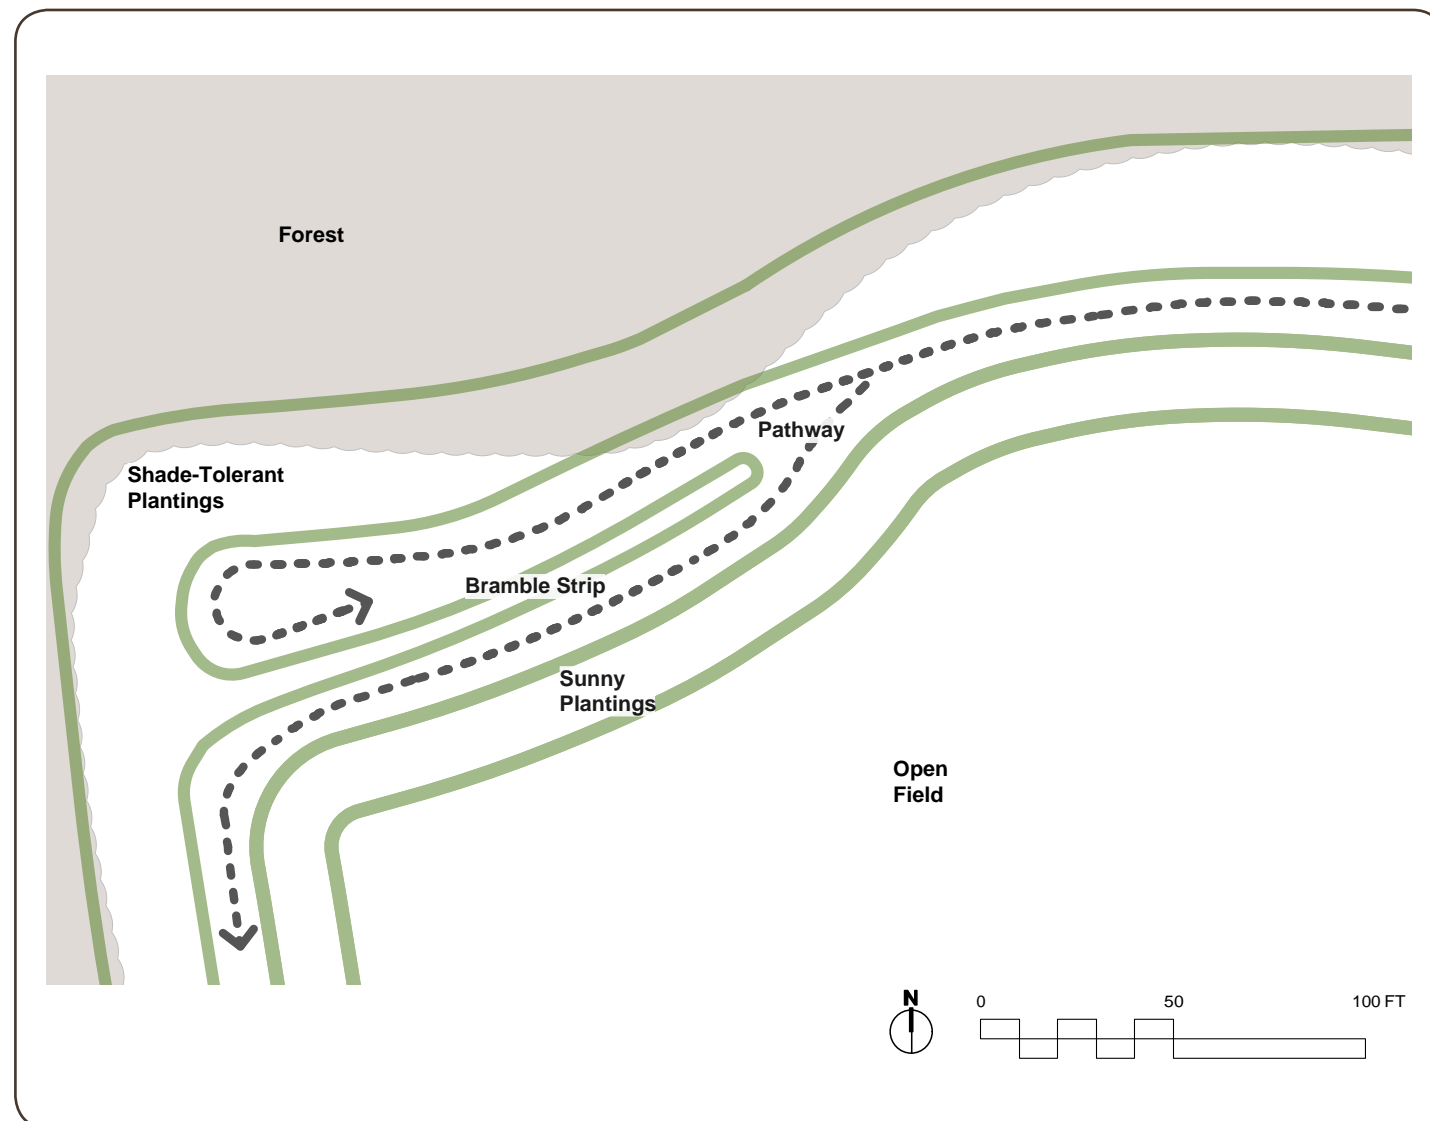 Forest
Pathway
Shade-Tolerant
Plantings
Bramble Strip
Sunny
Plantings
Open
Field
N
0 50 100 FT